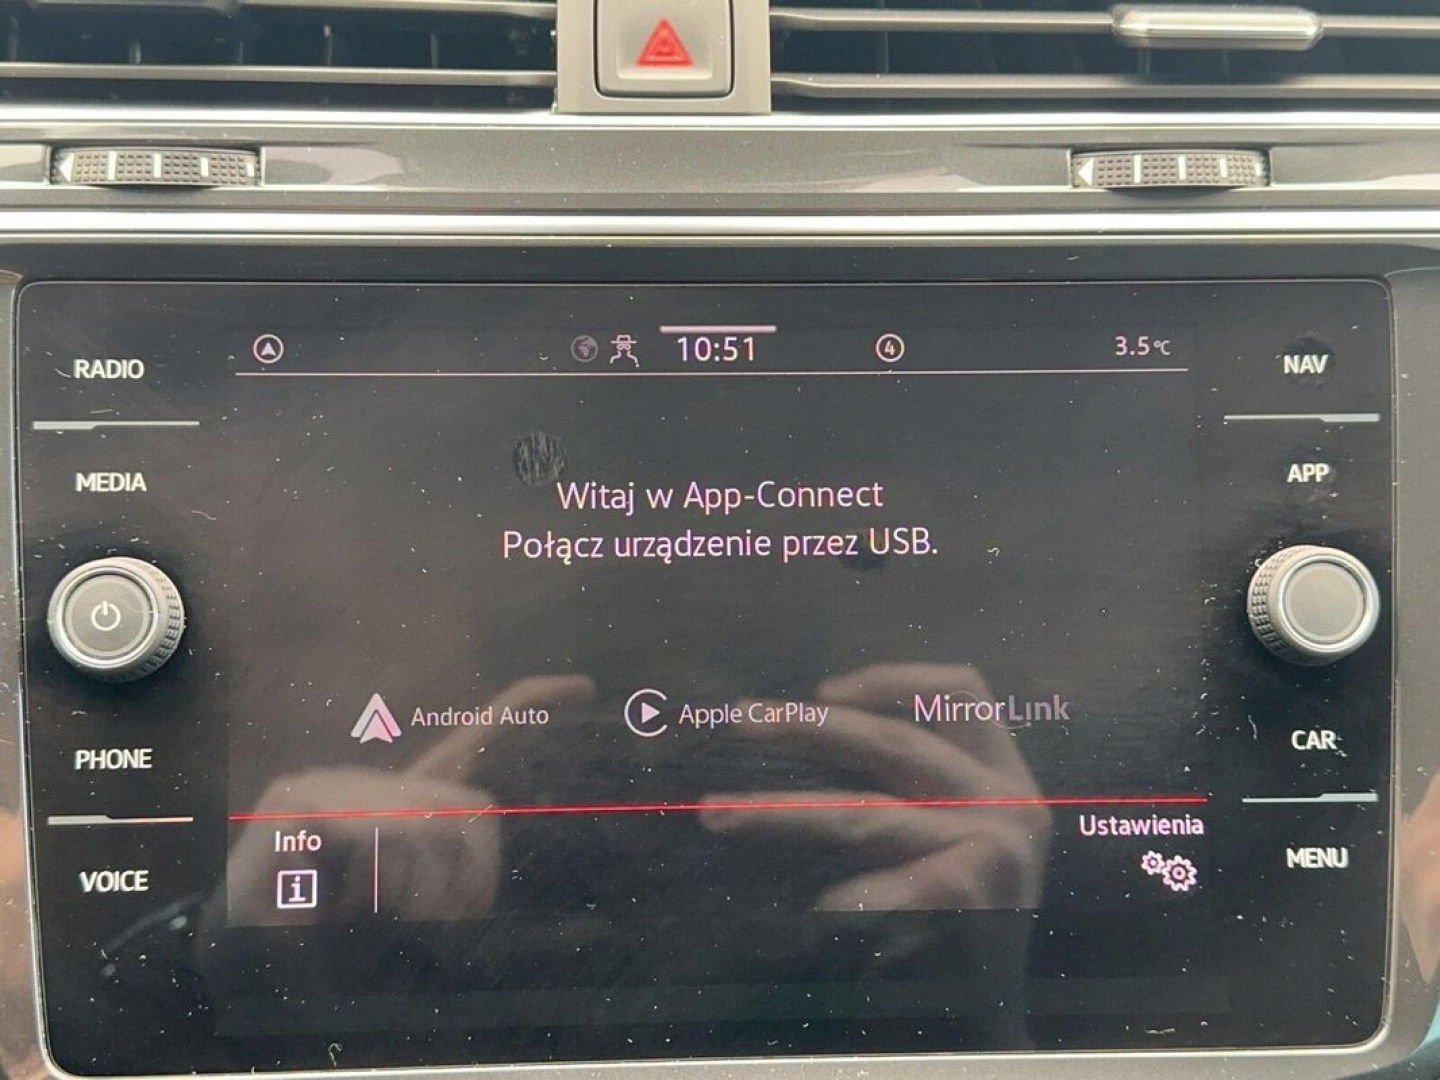 RADIO
MEDIA
PHONE
VOICE
10:51
4
3.5°C
Witaj w App-Connect
Połącz urządzenie przez USB.
Android Auto
Apple CarPlay
MirrorLink
Info
i
Ustawienia
NAV
APP
CAR
MENU